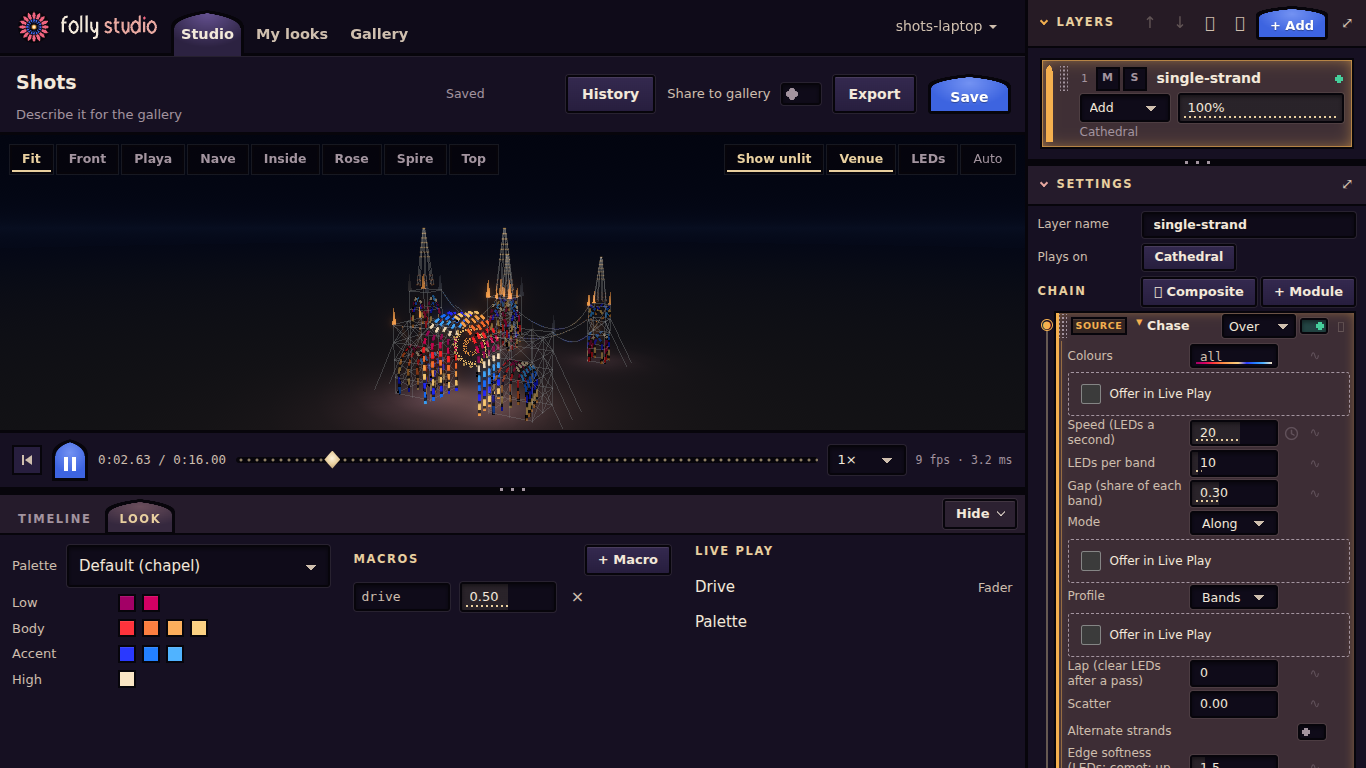 folly studio
Studio
My looks
Gallery
shots-laptop
Shots
Describe it for the gallery
Saved
History
Share to gallery
Export
Save
Fit
Front
Playa
Nave
Inside
Rose
Spire
Top
Show unlit
Venue
LEDs
Auto
0:02.63 / 0:16.00
1×
9 fps · 3.2 ms
TIMELINE
LOOK
Hide
Palette
Default (chapel)
Low
Body
Accent
High
MACROS
+ Macro
drive
0.50
×
LIVE PLAY
Drive
Fader
Palette
LAYERS
↑
↓
+ Add
1
M
S
single-strand
Add
100%
Cathedral
SETTINGS
Layer name
single-strand
Plays on
Cathedral
CHAIN
Composite
+ Module
SOURCE
Chase
Over
Colours
all
Offer in Live Play
Speed (LEDs a
second)
20
LEDs per band
10
Gap (share of each
band)
0.30
Mode
Along
Offer in Live Play
Profile
Bands
Offer in Live Play
Lap (clear LEDs
after a pass)
0
Scatter
0.00
Alternate strands
Edge softness
(LEDs; comet: up
1.5